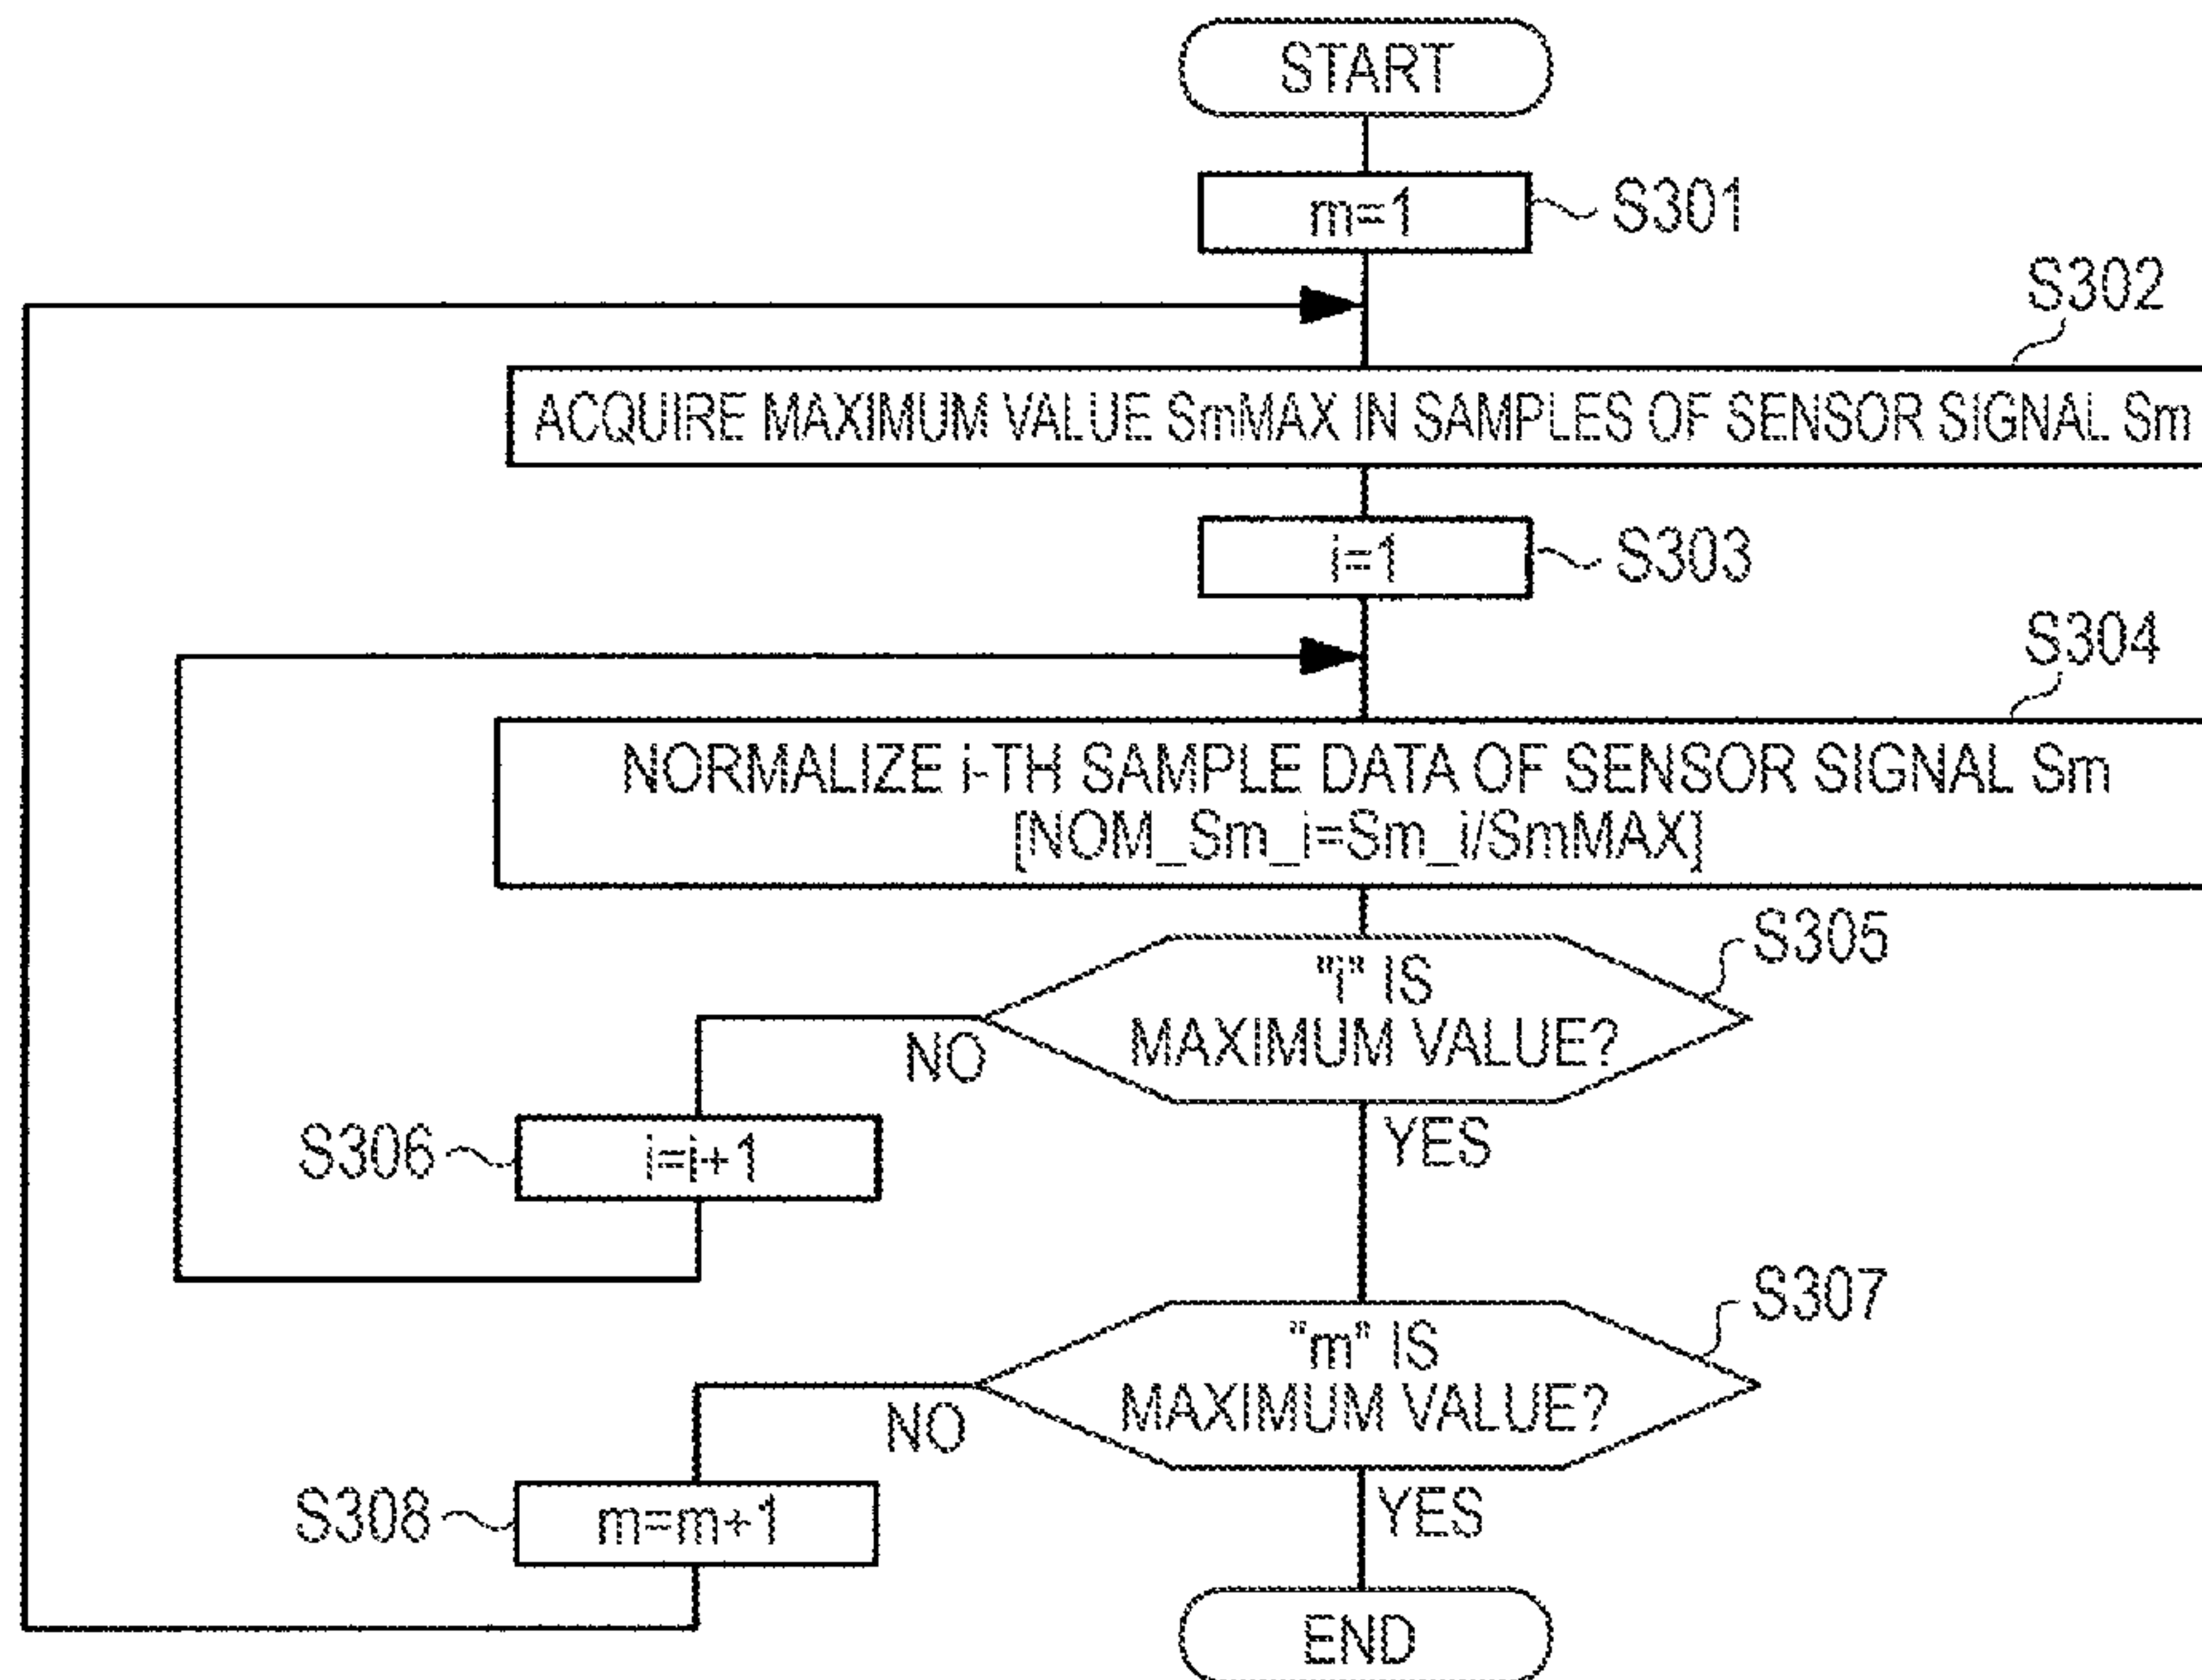 START
m=1
S301
S302
ACQUIRE MAXIMUM VALUE SmMAX IN SAMPLES OF SENSOR SIGNAL Sm
i=1
S303
S304
NORMALIZE i-TH SAMPLE DATA OF SENSOR SIGNAL Sm
[NOM_Sm_i=Sm_i/SmMAX]
S305
"i" IS
MAXIMUM VALUE?
NO
YES
S306
i=i+1
S307
"m" IS
MAXIMUM VALUE?
NO
YES
S308
m=m+1
END